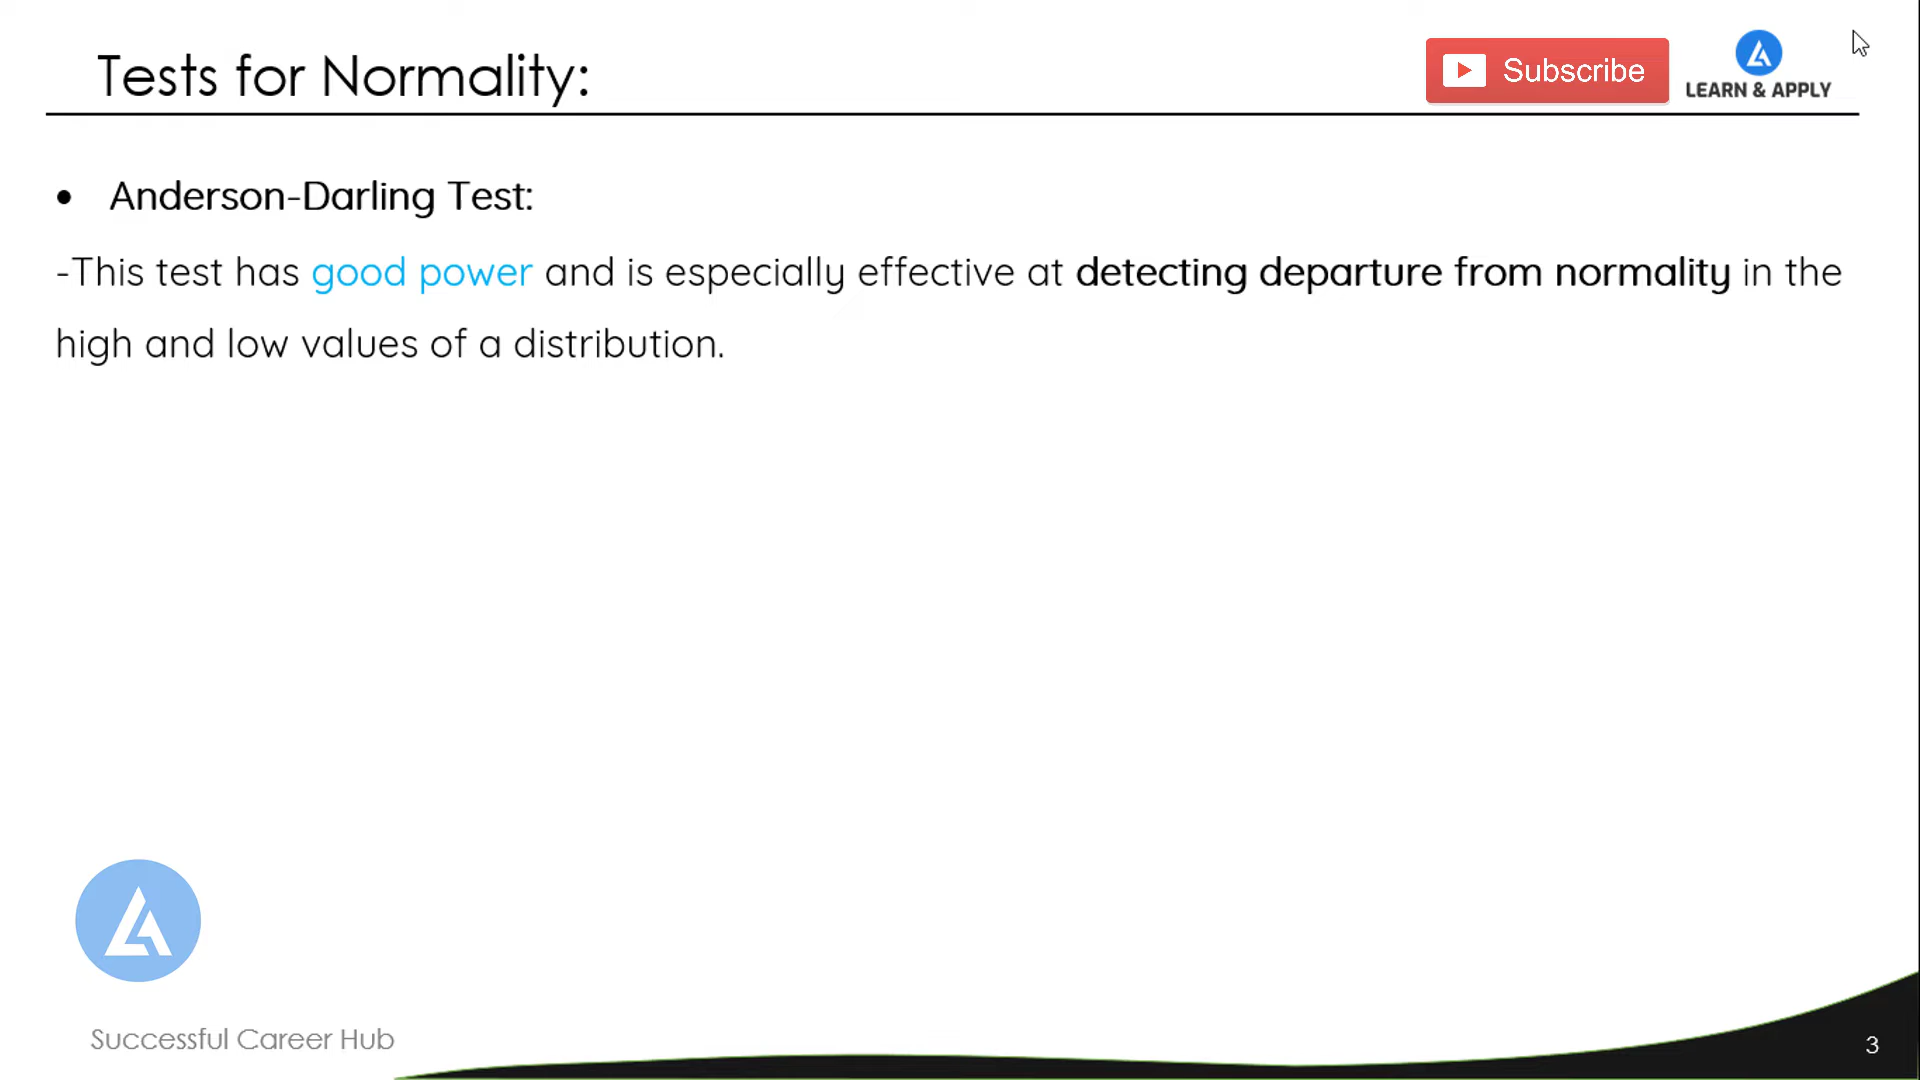 Tests for Normality:
Subscribe
LEARN & APPLY
• Anderson-Darling Test:
-This test has good power and is especially effective at detecting departure from normality in the
high and low values of a distribution.
Successful Career Hub
3